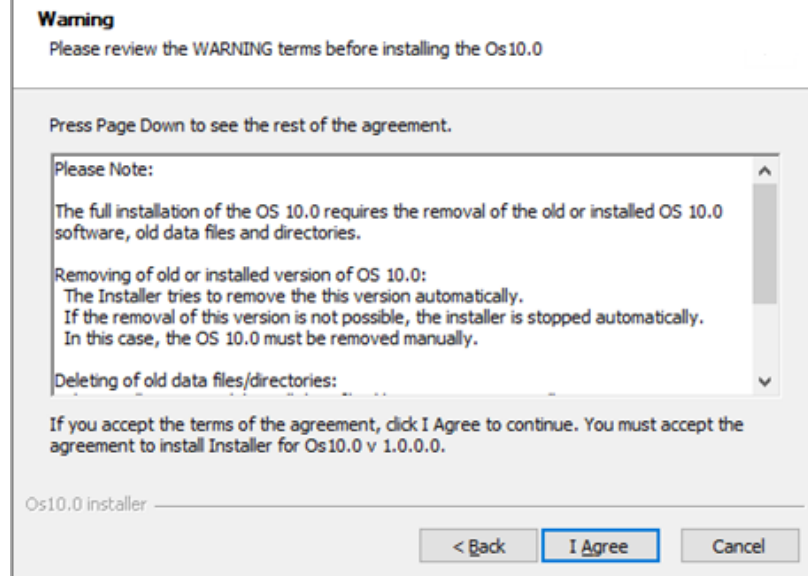 Warning
Please review the WARNING terms before installing the Os10.0
Press Page Down to see the rest of the agreement.
Please Note:
The full installation of the OS 10.0 requires the removal of the old or installed OS 10.0
software, old data files and directories.
Removing of old or installed version of OS 10.0:
The Installer tries to remove the this version automatically.
If the removal of this version is not possible, the installer is stopped automatically.
In this case, the OS 10.0 must be removed manually.
Deleting of old data files/directories:
If you accept the terms of the agreement, click I Agree to continue. You must accept the
agreement to install Installer for Os10.0 v 1.0.0.0.
Os10.0 installer
< Back I Agree Cancel